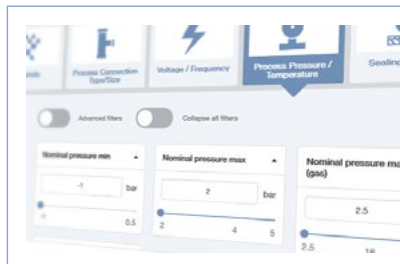 Process Connection
Type/Size
Voltage / Frequency
Process Pressure /
Temperature
Sealing
Advanced filters
Collapse all filters
Nominal pressure min
Nominal pressure max
Nominal pressure
(gas)
-1
bar
2
bar
2.5
-1
0.5
2
4
5
2.5
16